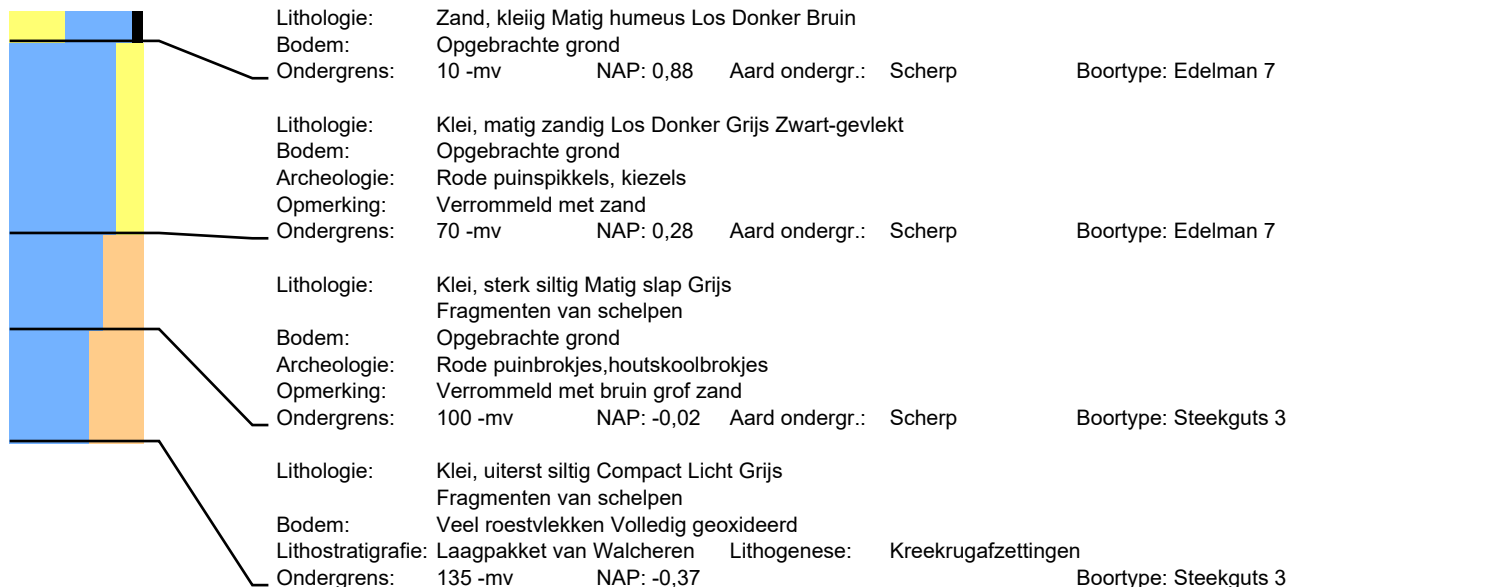 Lithologie: Zand, kleiig Matig humeus Los Donker Bruin
Bodem: Opgebrachte grond
Ondergrens: 10 -mv NAP: 0,88 Aard ondergr.: Scherp Boortype: Edelman 7
Lithologie: Klei, matig zandig Los Donker Grijs Zwart-gevlekt
Bodem: Opgebrachte grond
Archeologie: Rode puinspikkels, kiezels
Opmerking: Verrommeld met zand
Ondergrens: 70 -mv NAP: 0,28 Aard ondergr.: Scherp Boortype: Edelman 7
Lithologie: Klei, sterk siltig Matig slap Grijs
Fragmenten van schelpen
Bodem: Opgebrachte grond
Archeologie: Rode puinbrokjes,houtskoolbrokjes
Opmerking: Verrommeld met bruin grof zand
Ondergrens: 100 -mv NAP: -0,02 Aard ondergr.: Scherp Boortype: Steekguts 3
Lithologie: Klei, uiterst siltig Compact Licht Grijs
Fragmenten van schelpen
Bodem: Veel roestvlekken Volledig geoxideerd
Lithostratigrafie: Laagpakket van Walcheren Lithogenese: Kreekrugafzettingen
Ondergrens: 135 -mv NAP: -0,37 Boortype: Steekguts 3